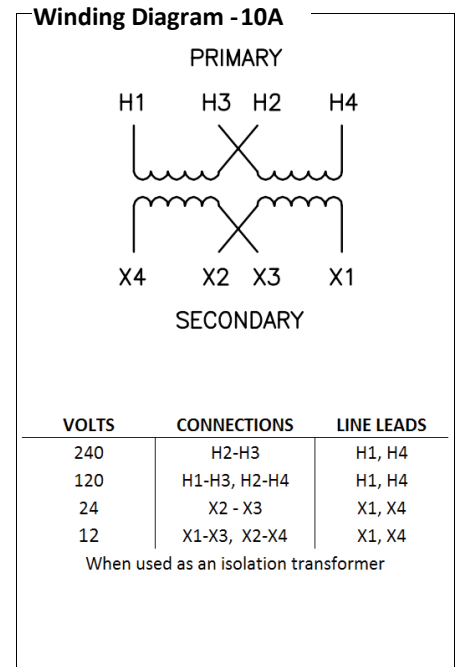 Winding Diagram -10A
PRIMARY
H1 H3 H2 H4
X4 X2 X3 X1
SECONDARY
VOLTS CONNECTIONS LINE LEADS
240 H2-H3 H1, H4
120 H1-H3, H2-H4 H1, H4
24 X2 - X3 X1, X4
12 X1-X3, X2-X4 X1, X4
When used as an isolation transformer